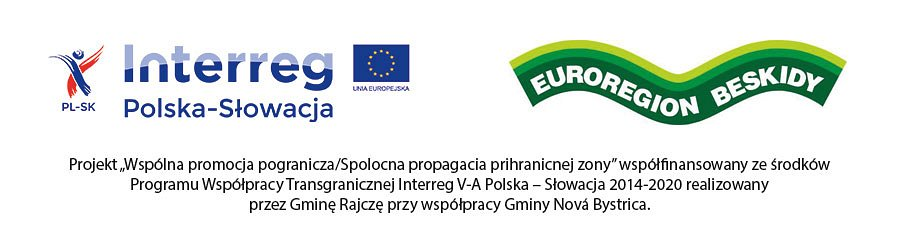 PL-SK
Interreg
Polska-Słowacja
UNIA EUROPEJSKA
EUROREGION BESKIDY
Projekt „Wspólna promocja pogranicza/Spolocna propagacia prihranicnej zony” współfinansowany ze środków
Programu Współpracy Transgranicznej Interreg V-A Polska – Słowacja 2014-2020 realizowany
przez Gminę Rajczę przy współpracy Gminy Nová Bystrica.